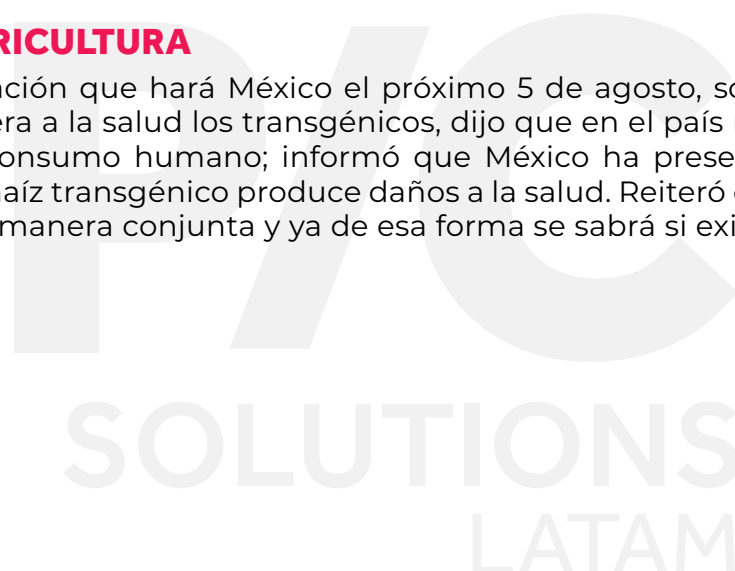 RICULTURA
ación que hará México el próximo 5 de agosto, so
era a la salud los transgénicos, dijo que en el país
onsumo humano; informó que México ha prese
naíz transgénico produce daños a la salud. Reiteró
manera conjunta y ya de esa forma se sabrá si exi
P/C
SOLUTIONS
LATAM